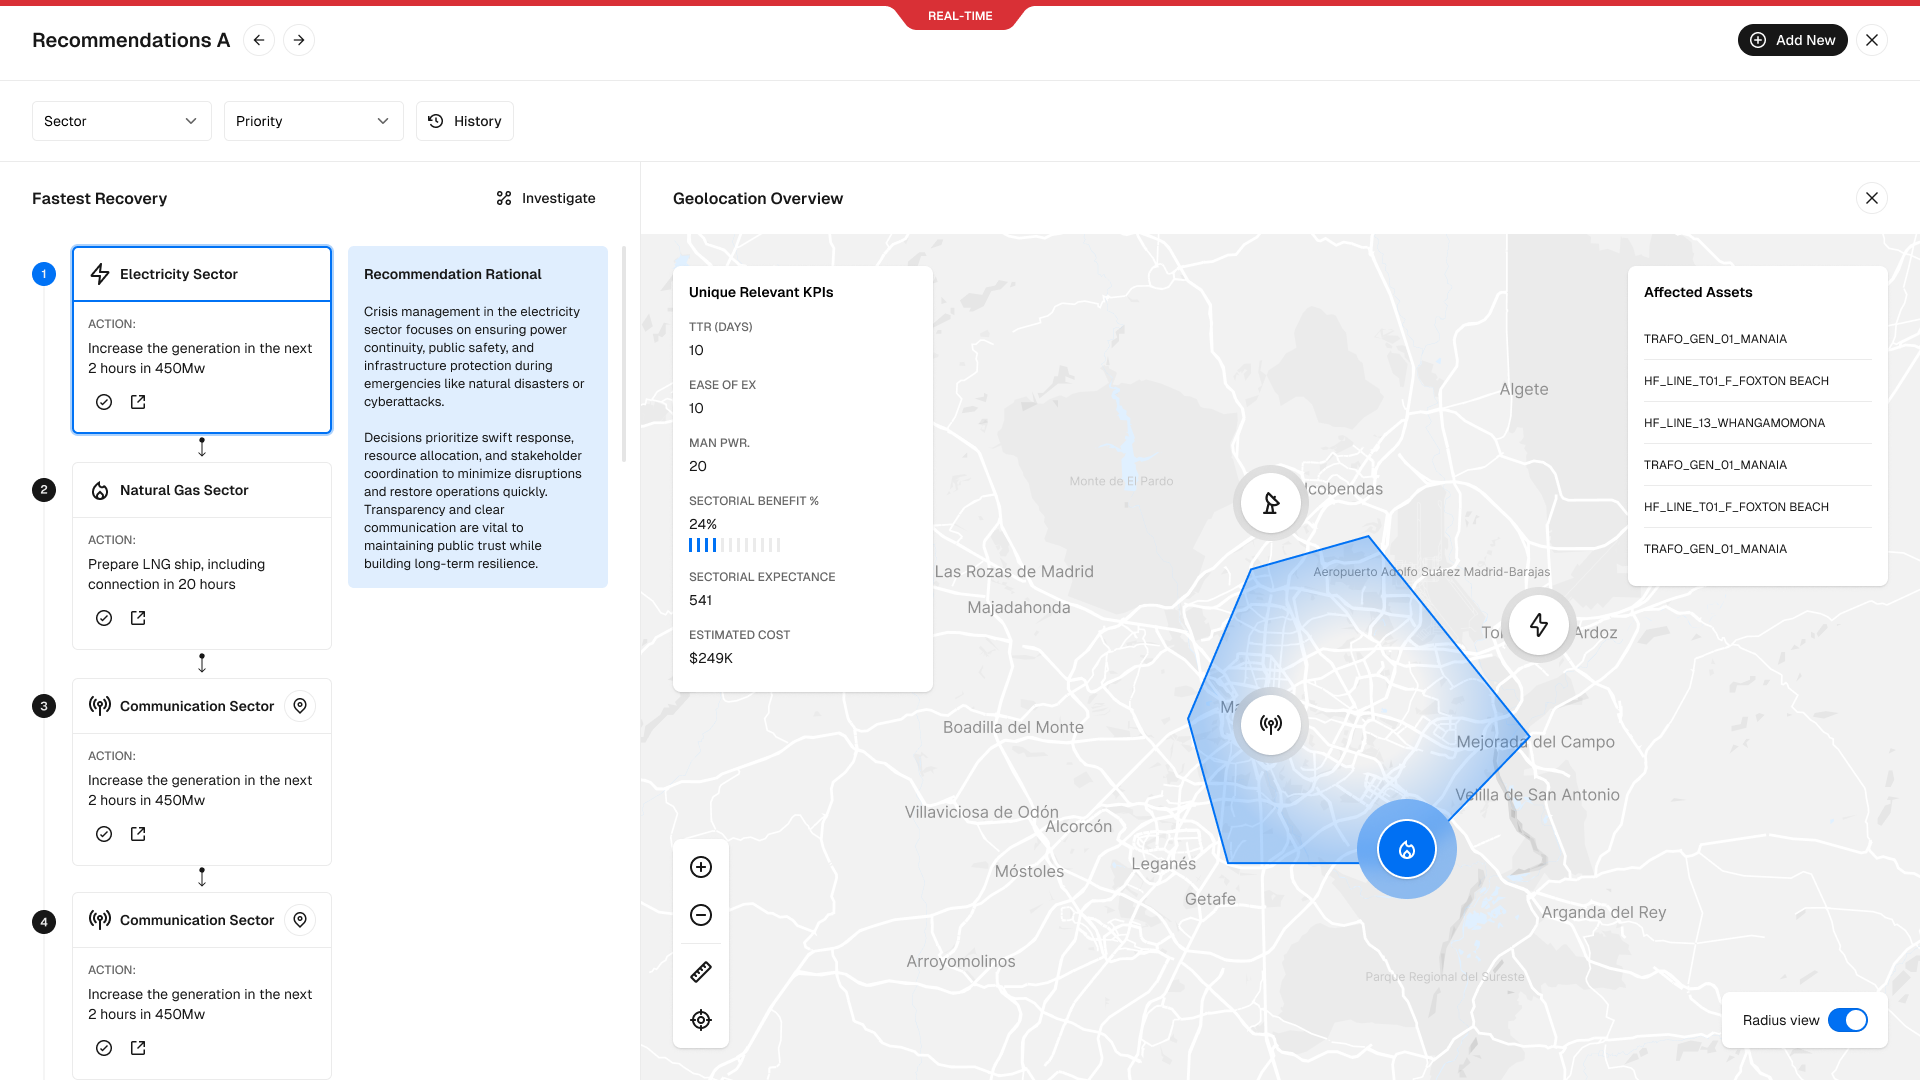 REAL-TIME
Recommendations A
Add New
Sector
Priority
History
Fastest Recovery
Investigate
1
Electricity Sector
ACTION:
Increase the generation in the next
2 hours in 450Mw
2
Natural Gas Sector
ACTION:
Prepare LNG ship, including
connection in 20 hours
3
Communication Sector
ACTION:
Increase the generation in the next
2 hours in 450Mw
4
Communication Sector
ACTION:
Increase the generation in the next
2 hours in 450Mw
Recommendation Rational
Crisis management in the electricity
sector focuses on ensuring power
continuity, public safety, and
infrastructure protection during
emergencies like natural disasters or
cyberattacks.
Decisions prioritize swift response,
resource allocation, and stakeholder
coordination to minimize disruptions
and restore operations quickly.
Transparency and clear
communication are vital to
maintaining public trust while
building long-term resilience.
Geolocation Overview
Unique Relevant KPIs
TTR (DAYS)
10
EASE OF EX
10
MAN PWR.
20
SECTORIAL BENEFIT %
24%
SECTORIAL EXPECTANCE
541
ESTIMATED COST
$249K
Affected Assets
TRAFO_GEN_01_MANAIA
HF_LINE_T01_F_FOXTON BEACH
HF_LINE_13_WHANGAMOMONA
TRAFO_GEN_01_MANAIA
HF_LINE_T01_F_FOXTON BEACH
TRAFO_GEN_01_MANAIA
Algete
Monte de El Pardo
lcobendas
Las Rozas de Madrid
Aeropuerto Adolfo Suárez Madrid-Barajas
Majadahonda
Ardoz
Boadilla del Monte
Mejorada del Campo
Velilla de San Antonio
Villaviciosa de Odón
Alcorcón
Leganés
Móstoles
Getafe
Arganda del Rey
Arroyomolinos
Parque Regional del Sureste
Radius view